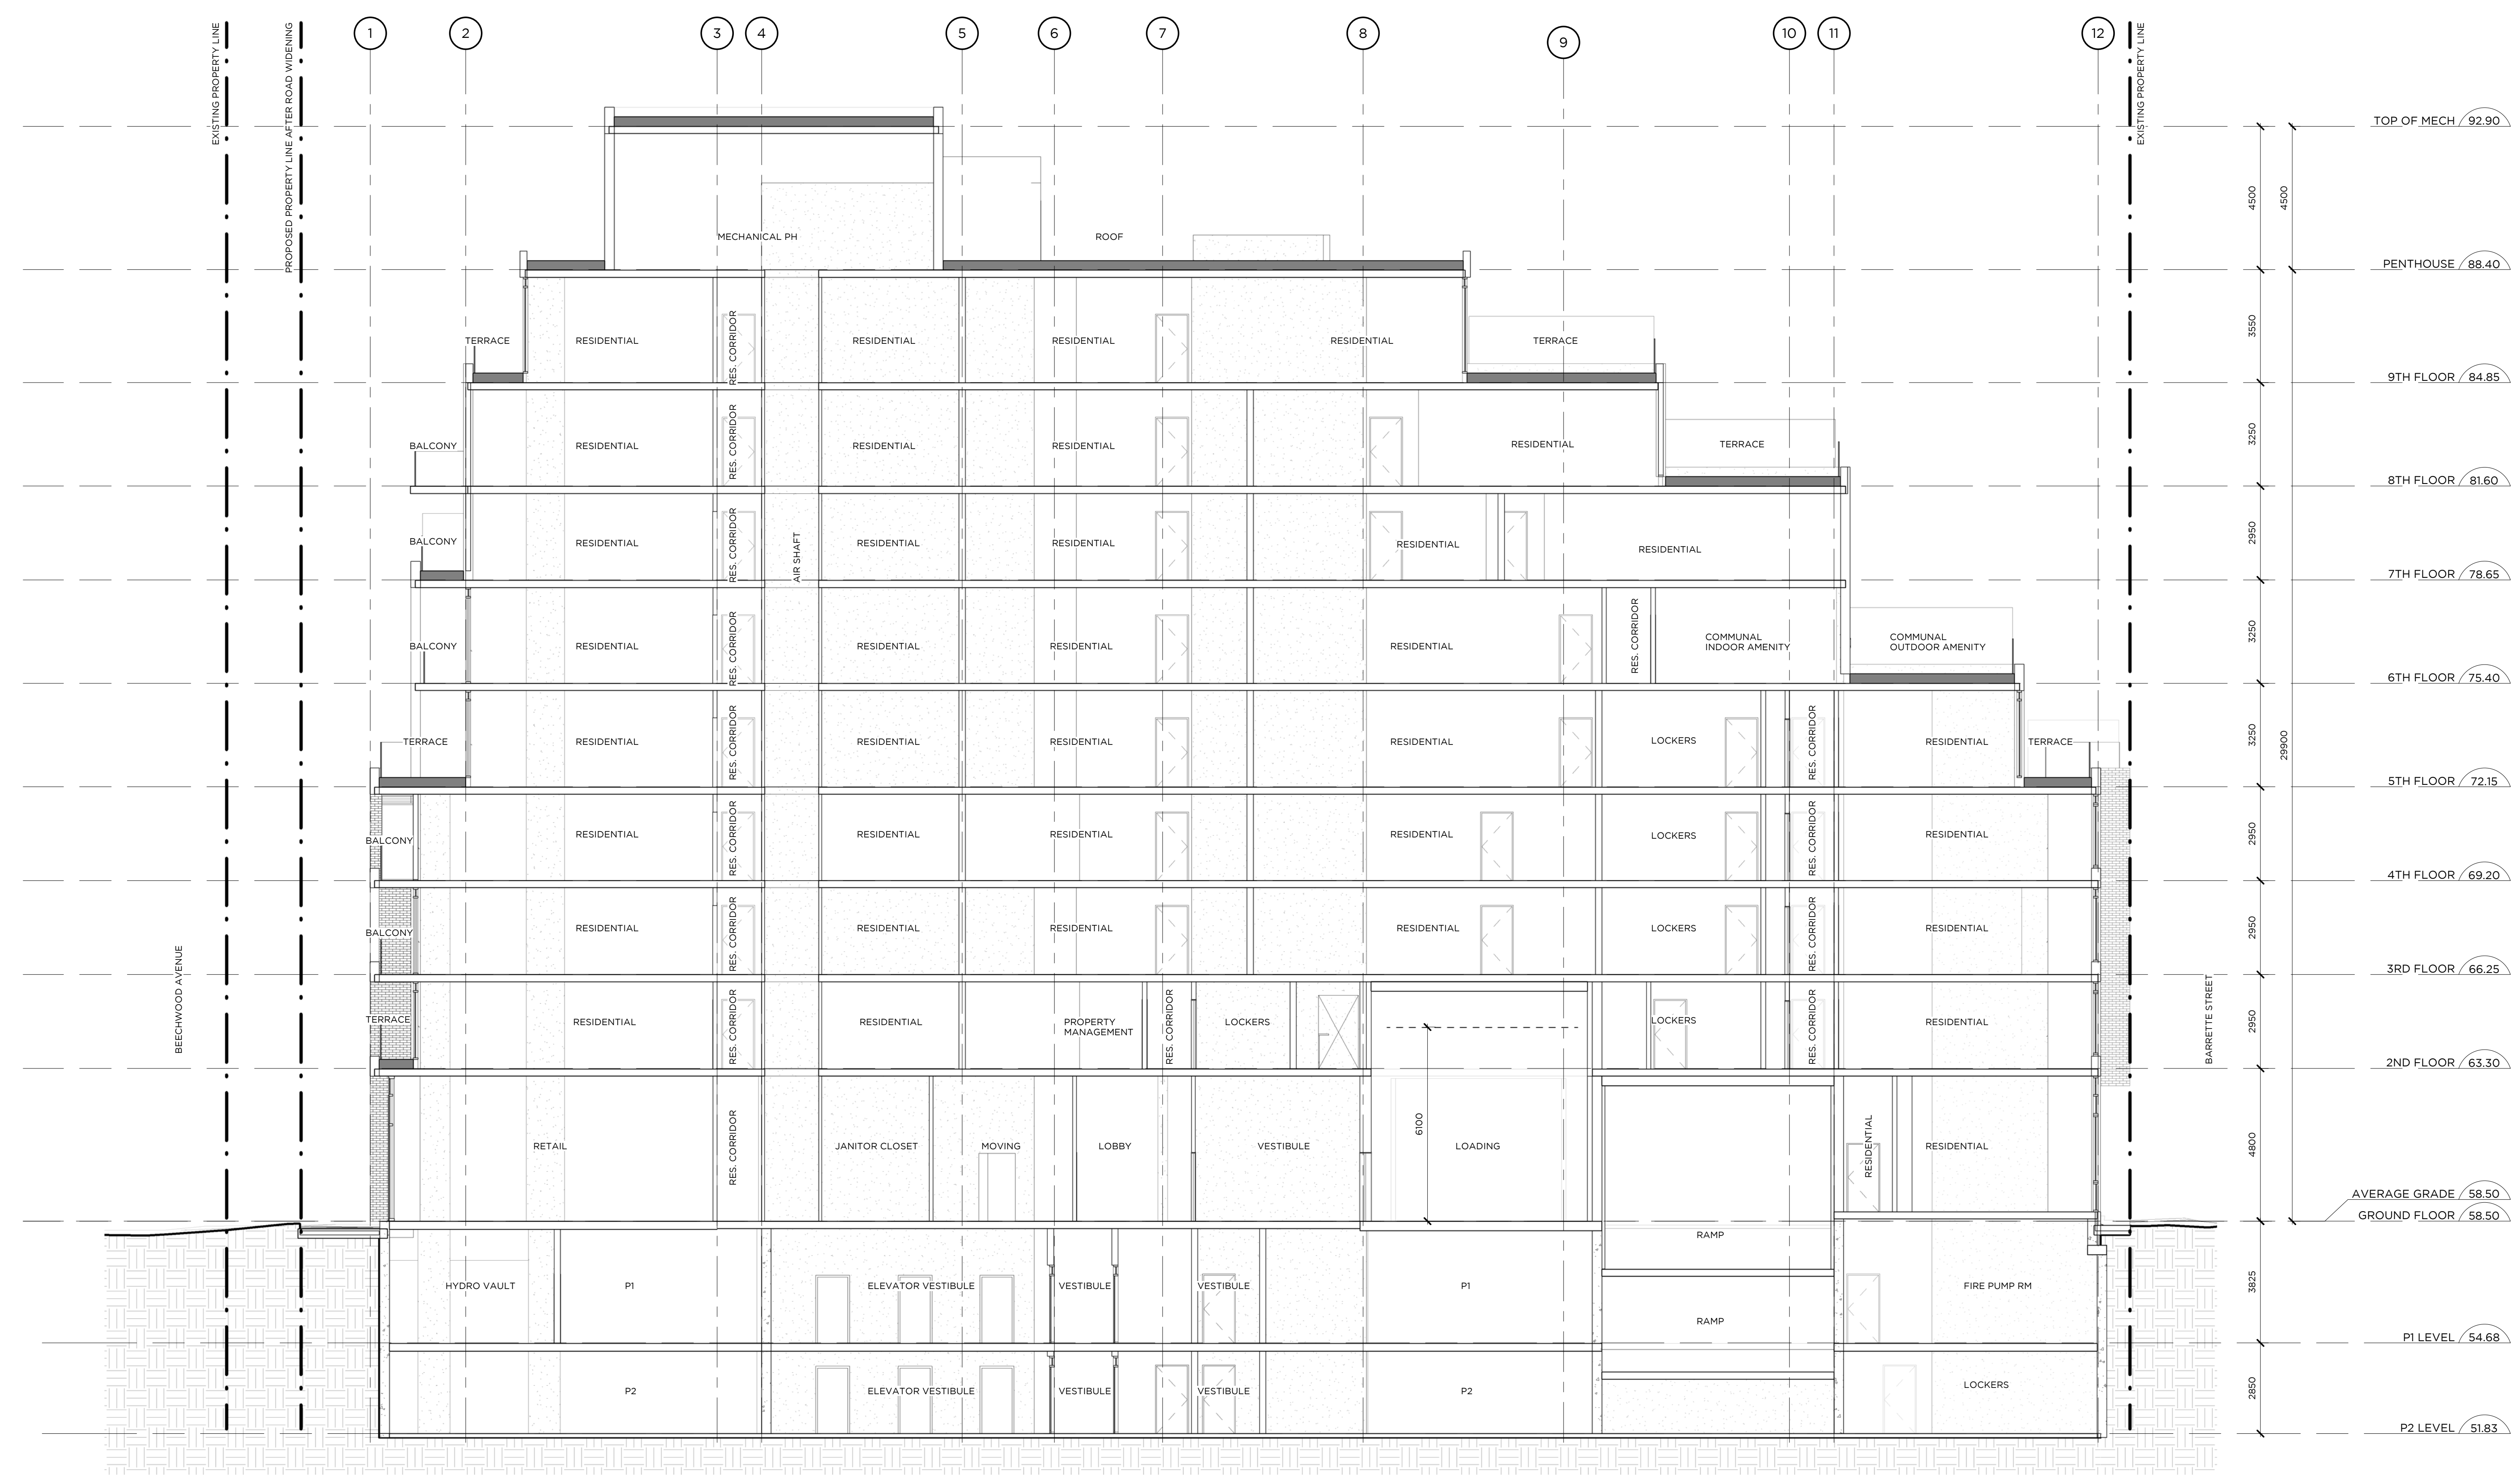 EXISTING PROPERTY LINE
PROPOSED PROPERTY LINE AFTER ROAD WIDENING
1
2
3
4
5
6
7
8
9
10
11
12
EXISTING PROPERTY LINE
TOP OF MECH 92.90
4500
4500
MECHANICAL PH
ROOF
PENTHOUSE 88.40
TERRACE
RESIDENTIAL
RES. CORRIDOR
RESIDENTIAL
RESIDENTIAL
RESIDENTIAL
TERRACE
3550
9TH FLOOR 84.85
BALCONY
RESIDENTIAL
RES. CORRIDOR
RESIDENTIAL
RESIDENTIAL
RESIDENTIAL
TERRACE
3250
8TH FLOOR 81.60
BALCONY
RESIDENTIAL
RES. CORRIDOR
AIR SHAFT
RESIDENTIAL
RESIDENTIAL
RESIDENTIAL
RESIDENTIAL
2950
7TH FLOOR 78.65
BALCONY
RESIDENTIAL
RES. CORRIDOR
RESIDENTIAL
RESIDENTIAL
RESIDENTIAL
RES. CORRIDOR
COMMUNAL
INDOOR AMENITY
COMMUNAL
OUTDOOR AMENITY
3250
6TH FLOOR 75.40
TERRACE
RESIDENTIAL
RES. CORRIDOR
RESIDENTIAL
RESIDENTIAL
RESIDENTIAL
LOCKERS
RES. CORRIDOR
RESIDENTIAL
TERRACE
3250
29900
5TH FLOOR 72.15
BALCONY
RESIDENTIAL
RES. CORRIDOR
RESIDENTIAL
RESIDENTIAL
RESIDENTIAL
LOCKERS
RES. CORRIDOR
RESIDENTIAL
2950
4TH FLOOR 69.20
BALCONY
RESIDENTIAL
RES. CORRIDOR
RESIDENTIAL
RESIDENTIAL
RESIDENTIAL
LOCKERS
RES. CORRIDOR
RESIDENTIAL
2950
3RD FLOOR 66.25
BEECHWOOD AVENUE
TERRACE
RESIDENTIAL
RES. CORRIDOR
RESIDENTIAL
PROPERTY
MANAGEMENT
RES. CORRIDOR
LOCKERS
LOCKERS
RES. CORRIDOR
RESIDENTIAL
BARRETTE STREET
2950
2ND FLOOR 63.30
RETAIL
RES. CORRIDOR
JANITOR CLOSET
MOVING
LOBBY
VESTIBULE
6100
LOADING
RESIDENTIAL
RESIDENTIAL
4800
AVERAGE GRADE 58.50
GROUND FLOOR 58.50
RAMP
HYDRO VAULT
P1
ELEVATOR VESTIBULE
VESTIBULE
VESTIBULE
P1
RAMP
FIRE PUMP RM
3825
P1 LEVEL 54.68
P2
ELEVATOR VESTIBULE
VESTIBULE
VESTIBULE
P2
LOCKERS
2850
P2 LEVEL 51.83